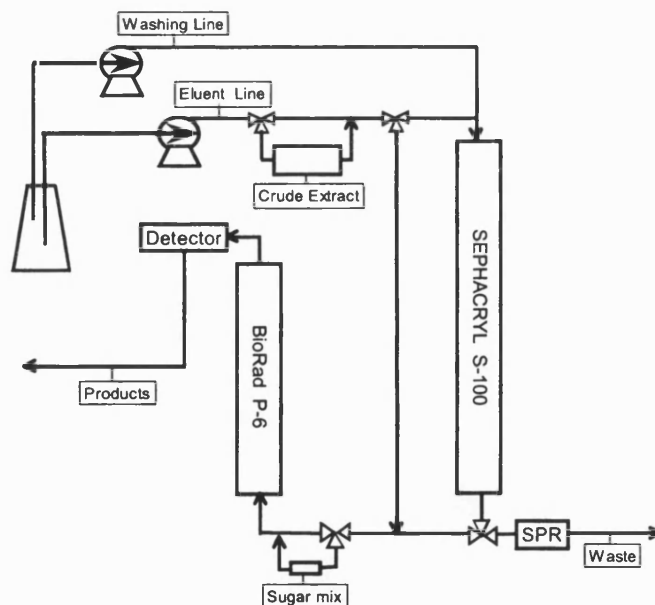 Washing Line
Eluent Line
Crude Extract
Detector
SEPHACRYL S-100
BioRad P-6
Products
SPR
Waste
Sugar mix